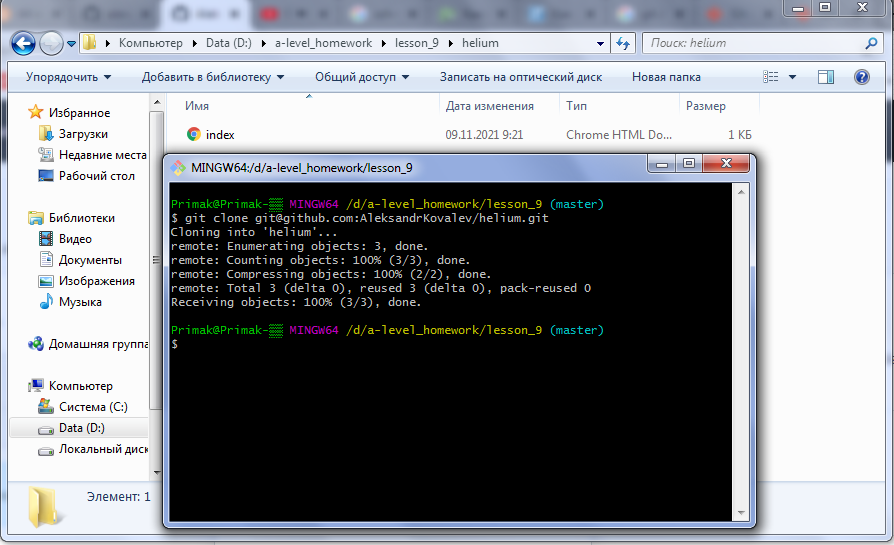 Компьютер Data (D:) a-level_homework lesson_9 helium Поиск: helium
Упорядочить Добавить в библиотеку Общий доступ Записать на оптический диск Новая папка
Избранное
Загрузки
Недавние места
Рабочий стол
Библиотеки
Видео
Документы
Изображения
Музыка
Домашняя группа
Компьютер
Система (C:)
Data (D:)
Локальный диск
Имя Дата изменения Тип Размер
index 09.11.2021 9:21 Chrome HTML Do... 1 КБ
MINGW64:/d/a-level_homework/lesson_9
Primak@Primak-▒▒ MINGW64 /d/a-level_homework/lesson_9 (master)
$ git clone git@github.com:AleksandrKovalev/helium.git
Cloning into 'helium'...
remote: Enumerating objects: 3, done.
remote: Counting objects: 100% (3/3), done.
remote: Compressing objects: 100% (2/2), done.
remote: Total 3 (delta 0), reused 3 (delta 0), pack-reused 0
Receiving objects: 100% (3/3), done.
Primak@Primak-▒▒ MINGW64 /d/a-level_homework/lesson_9 (master)
$
Элемент: 1